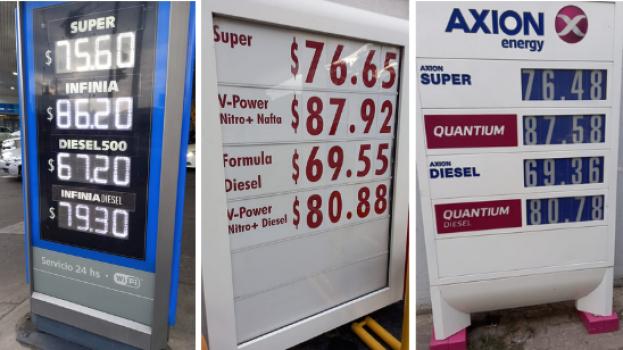 SUPER
$ 75.60
INFINIA
$ 86.20
DIESEL500
$ 67.20
INFINIA DIESEL
$ 79.30
Servicio 24 hs - WiFi
Super $76.65
V-Power
Nitro+ Nafta $87.92
Formula
Diesel $69.55
V-Power
Nitro+ Diesel $80.88
AXION
energy
AXION
SUPER 76.48
QUANTIUM 87.58
AXION
DIESEL 69.36
QUANTIUM
DIESEL 80.78